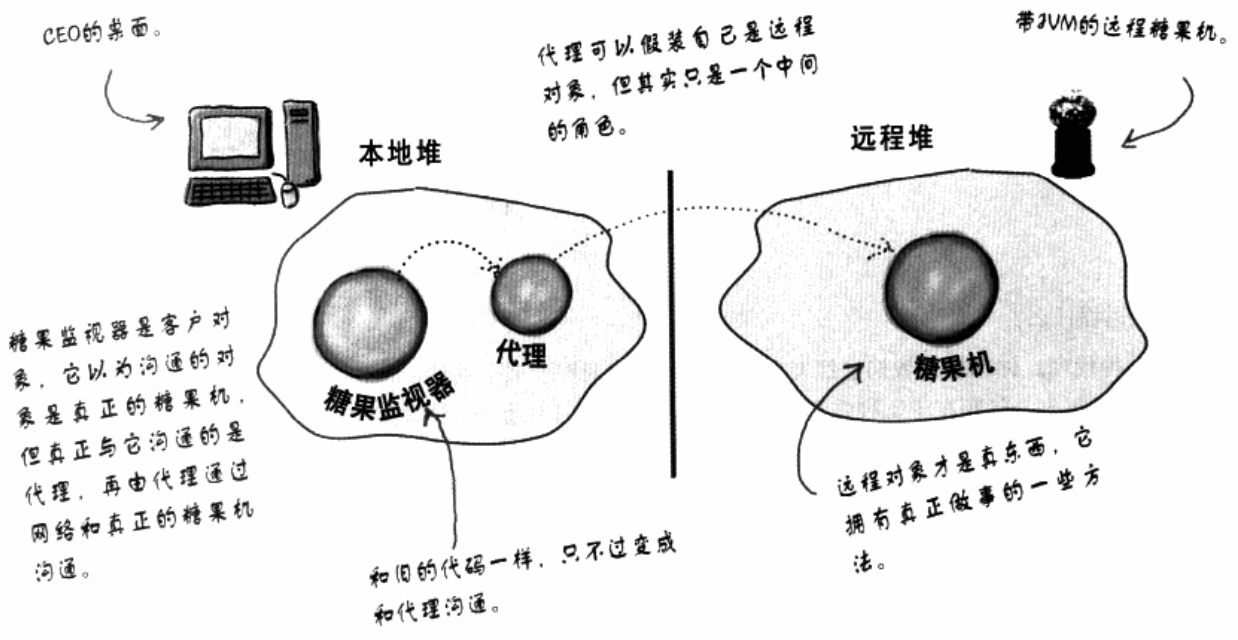 CEO的桌面。
代理可以假装自己是远程
对象，但其实只是一个中间
的角色。
带JVM的远程糖果机。
本地堆
远程堆
糖果监视器是客户对
象，它以为沟通的对
象是真正的糖果机，
但真正与它沟通的是
代理，再由代理通过
网络和真正的糖果机
沟通。
糖果监视器
代理
糖果机
和旧的代码一样，只不过变成
和代理沟通。
远程对象才是真东西，它
拥有真正做事的一些方
法。